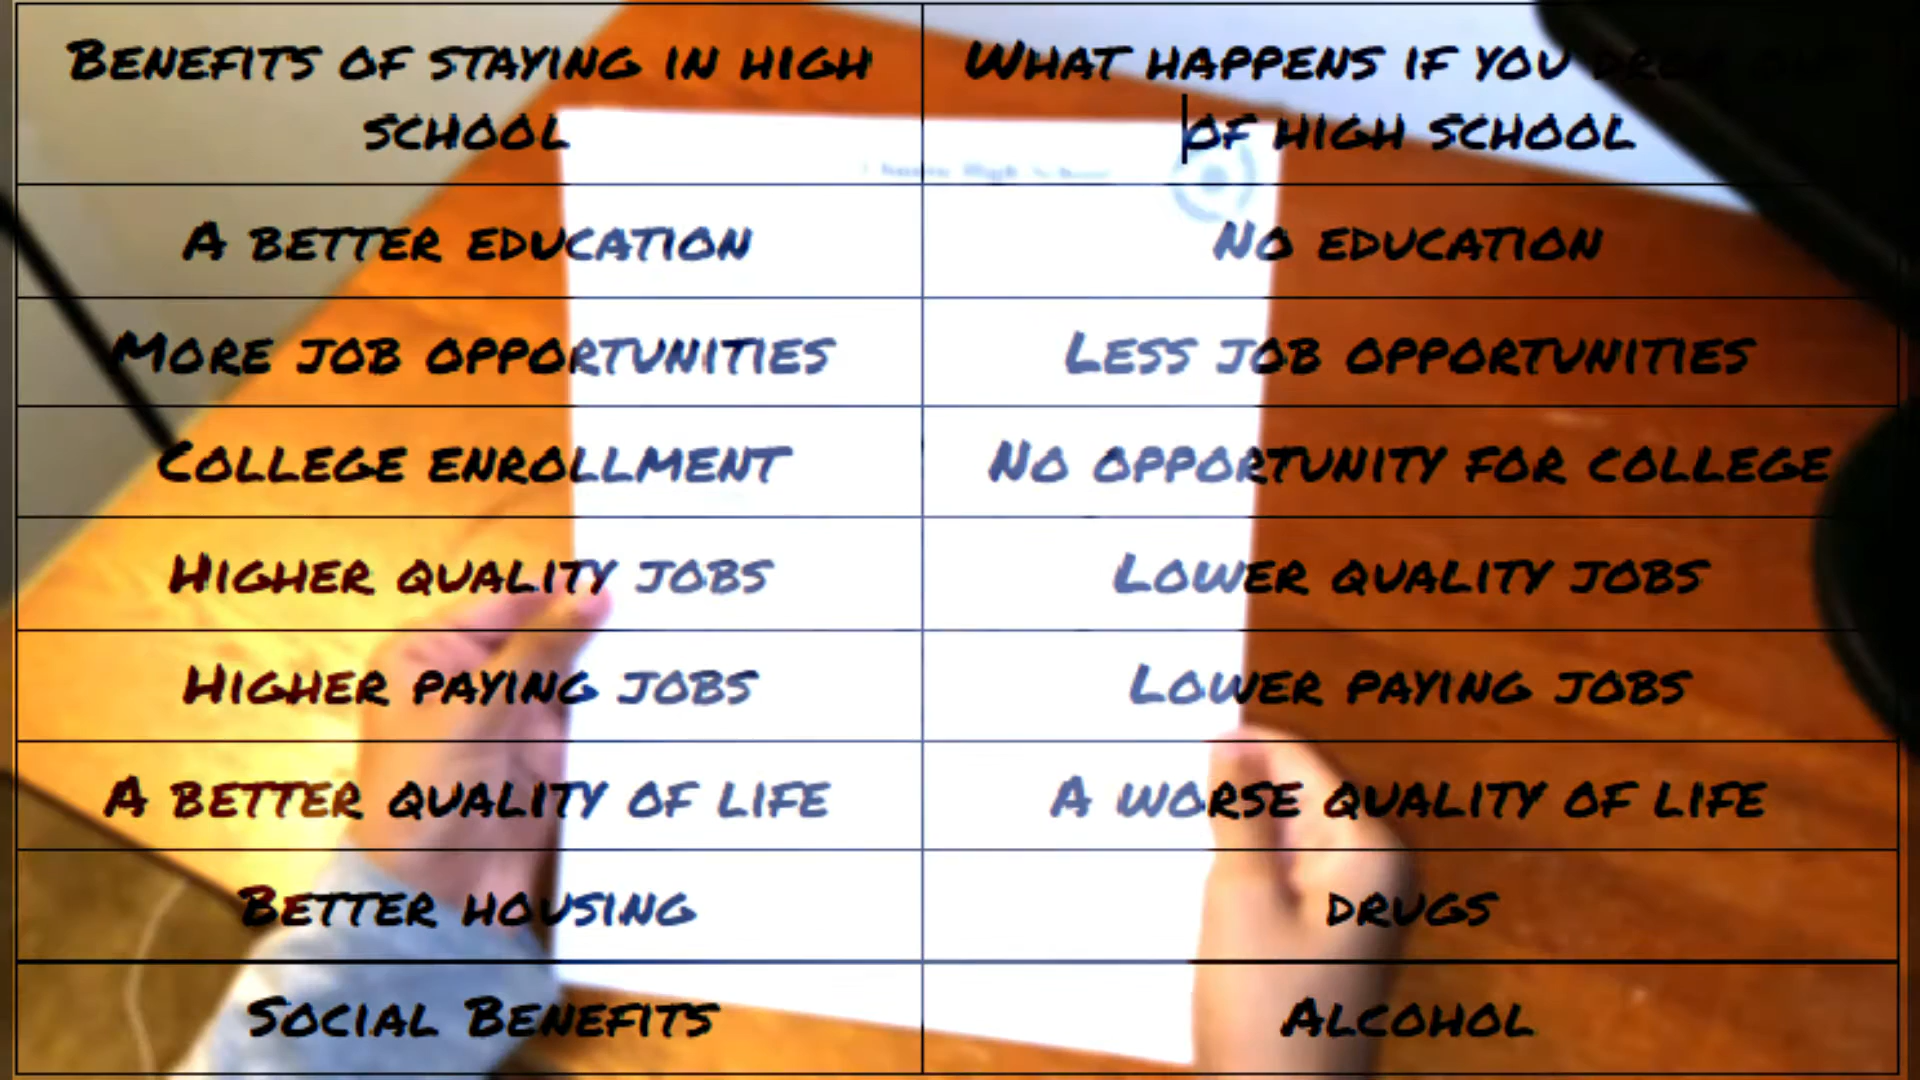 Benefits of staying in high
school
What happens if you drop out
of high school
A better education
No education
More job opportunities
Less job opportunities
College enrollment
No opportunity for college
Higher quality jobs
Lower quality jobs
Higher paying jobs
Lower paying jobs
A better quality of life
A worse quality of life
Better housing
drugs
Social Benefits
Alcohol